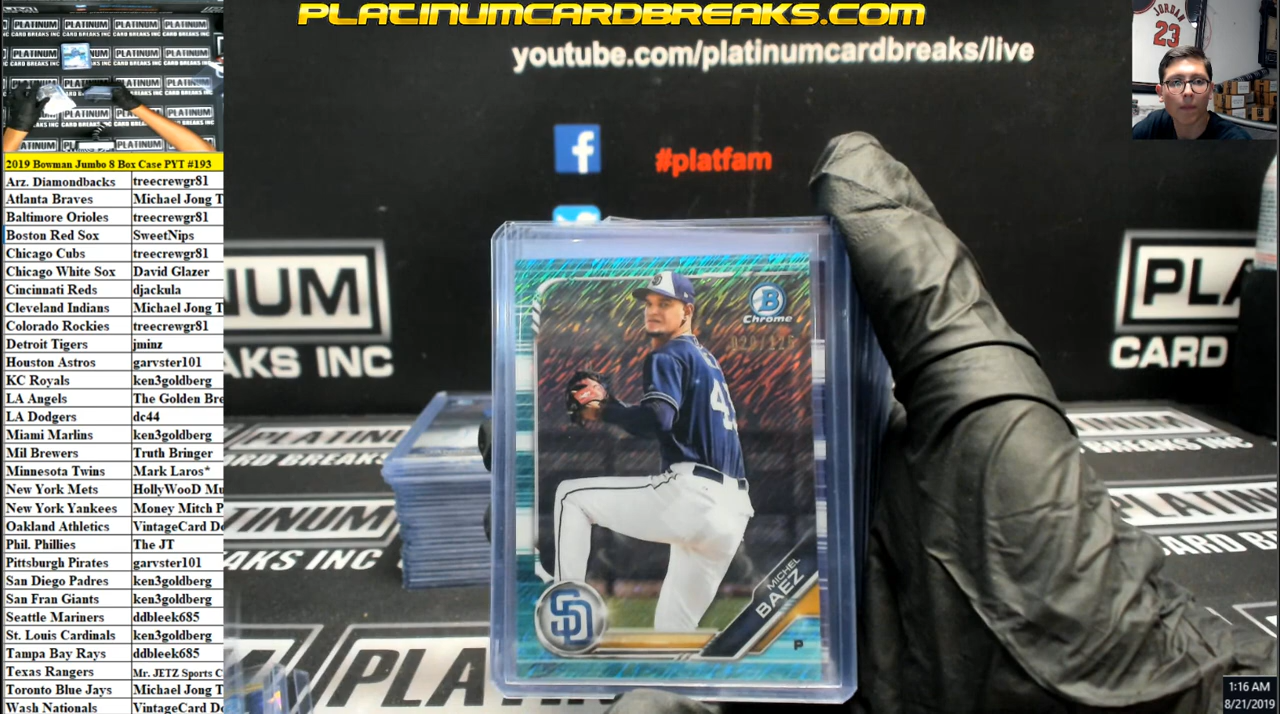 PLATINUMCARDBREAKS.COM
youtube.com/platinumcardbreaks/live
#platfam
JORDAN
23
PLATINUM
CARD BREAKS INC
2019 Bowman Jumbo 8 Box Case PYT #193
Arz. Diamondbacks treecrewgr81
Atlanta Braves Michael Jong T
Baltimore Orioles treecrewgr81
Boston Red Sox SweetNips
Chicago Cubs treecrewgr81
Chicago White Sox David Glazer
Cincinnati Reds djackula
Cleveland Indians Michael Jong T
Colorado Rockies treecrewgr81
Detroit Tigers jminz
Houston Astros garvster101
KC Royals ken3goldberg
LA Angels The Golden Bre
LA Dodgers dc44
Miami Marlins ken3goldberg
Mil Brewers Truth Bringer
Minnesota Twins Mark Laros*
New York Mets HollyWooD Mu
New York Yankees Money Mitch P
Oakland Athletics VintageCard De
Phil. Phillies The JT
Pittsburgh Pirates garvster101
San Diego Padres ken3goldberg
San Fran Giants ken3goldberg
Seattle Mariners ddbleek685
St. Louis Cardinals ken3goldberg
Tampa Bay Rays ddbleek685
Texas Rangers Mr. JETZ Sports C
Toronto Blue Jays Michael Jong T
Wash Nationals VintageCard De
NUM
AKS INC
PLA
CARD
B
Chrome
SD
MICHEL
BAEZ
P
1:16 AM
8/21/2019